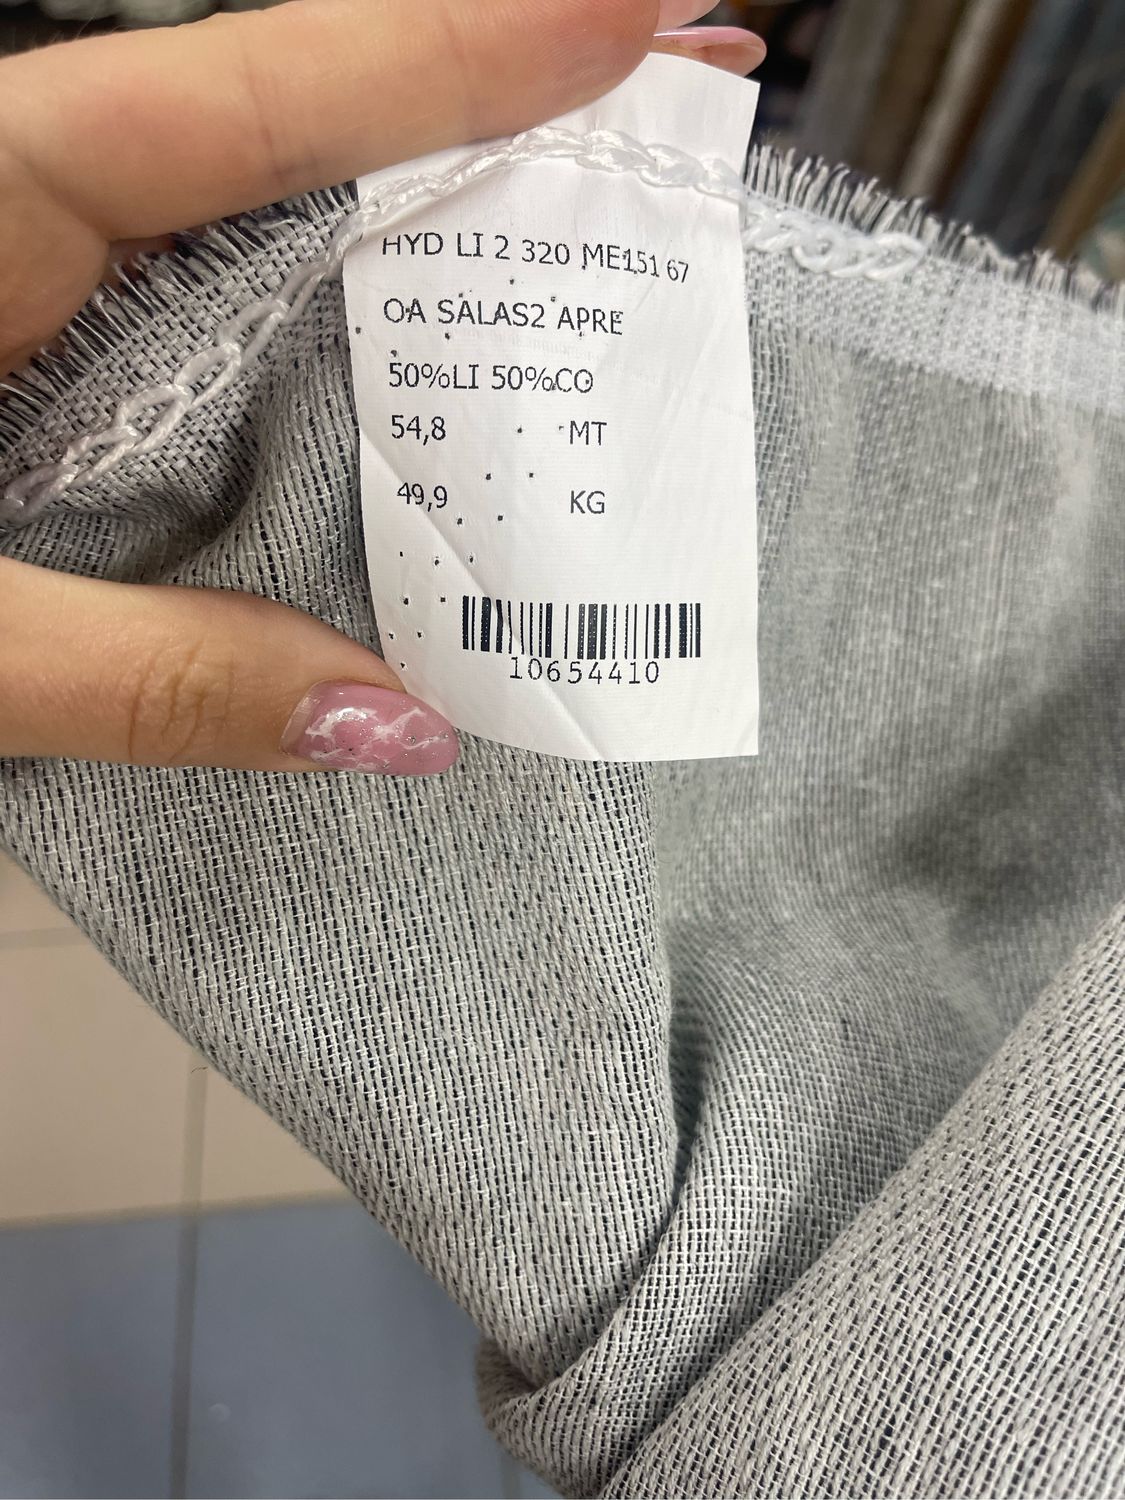 HYD LI 2 320 ME151 67
OA SALAS2 APRE
50%LI 50%CO
54,8 MT
49,9 KG
10654410